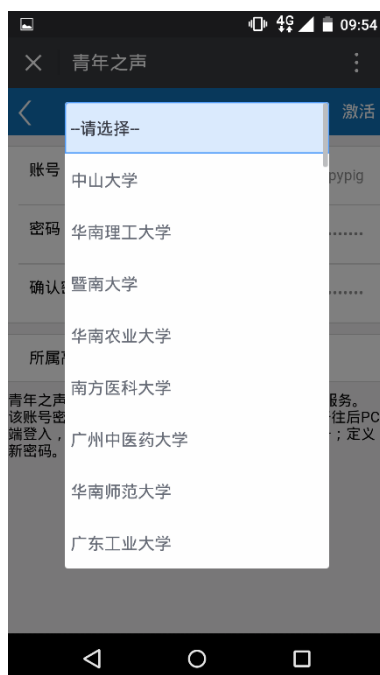 4G 09:54
青年之声
激活
--请选择--
账号
中山大学
pypig
密码
华南理工大学
确认
暨南大学
华南农业大学
所属
南方医科大学
青年之声
服务。
该账号密
往后PC
端登入，
广州中医药大学
；定义
新密码。
华南师范大学
广东工业大学